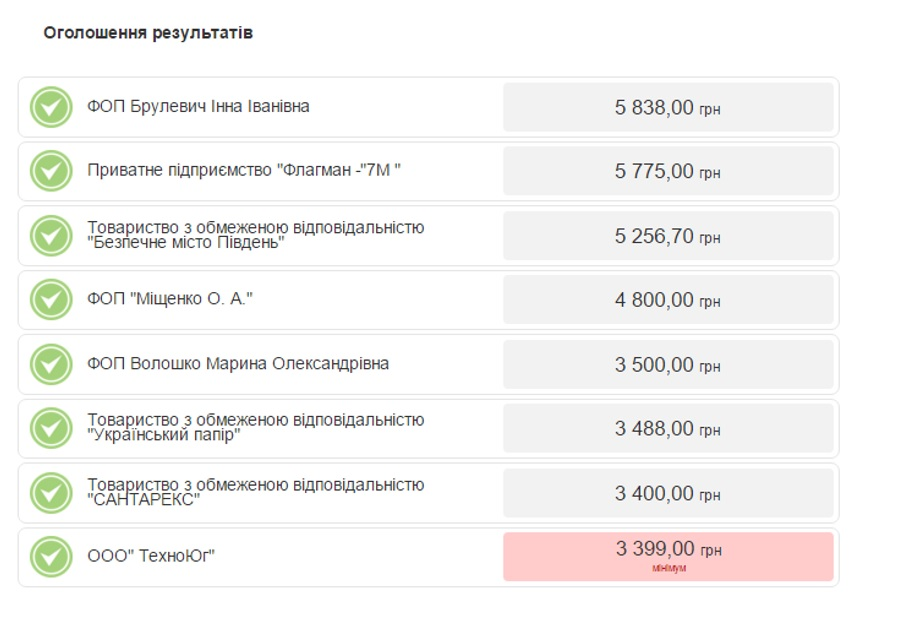 Оголошення результатів
ФОП Брулевич Інна Іванівна
5 838,00 грн
Приватне підприємство "Флагман -"7М "
5 775,00 грн
Товариство з обмеженою відповідальністю
"Безпечне місто Південь"
5 256,70 грн
ФОП "Міщенко О. А."
4 800,00 грн
ФОП Волошко Марина Олександрівна
3 500,00 грн
Товариство з обмеженою відповідальністю
"Український папір"
3 488,00 грн
Товариство з обмеженою відповідальністю
"САНТАРЕКС"
3 400,00 грн
ООО" ТехноЮг"
3 399,00 грн
мінімум